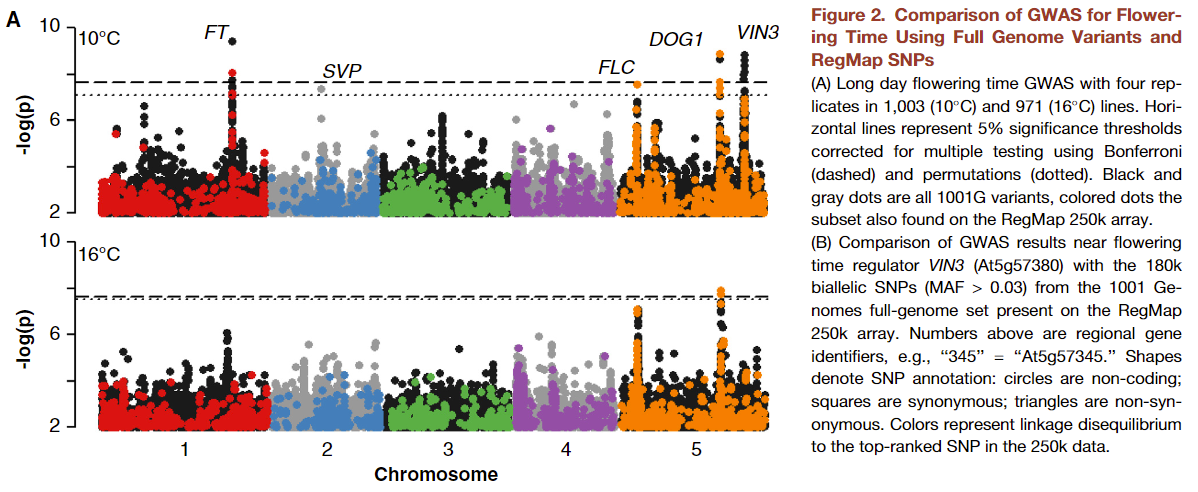 A
10
10°C
FT
SVP
FLC
DOG1
VIN3
-log(p)
6
2
10
16°C
-log(p)
6
2
1
2
3
4
5
Chromosome
Figure 2. Comparison of GWAS for Flower-
ing Time Using Full Genome Variants and
RegMap SNPs
(A) Long day flowering time GWAS with four rep-
licates in 1,003 (10°C) and 971 (16°C) lines. Hori-
zontal lines represent 5% significance thresholds
corrected for multiple testing using Bonferroni
(dashed) and permutations (dotted). Black and
gray dots are all 1001G variants, colored dots the
subset also found on the RegMap 250k array.
(B) Comparison of GWAS results near flowering
time regulator VIN3 (At5g57380) with the 180k
biallelic SNPs (MAF > 0.03) from the 1001 Ge-
nomes full-genome set present on the RegMap
250k array. Numbers above are regional gene
identifiers, e.g., “345” = “At5g57345.” Shapes
denote SNP annotation: circles are non-coding;
squares are synonymous; triangles are non-syn-
onymous. Colors represent linkage disequilibrium
to the top-ranked SNP in the 250k data.